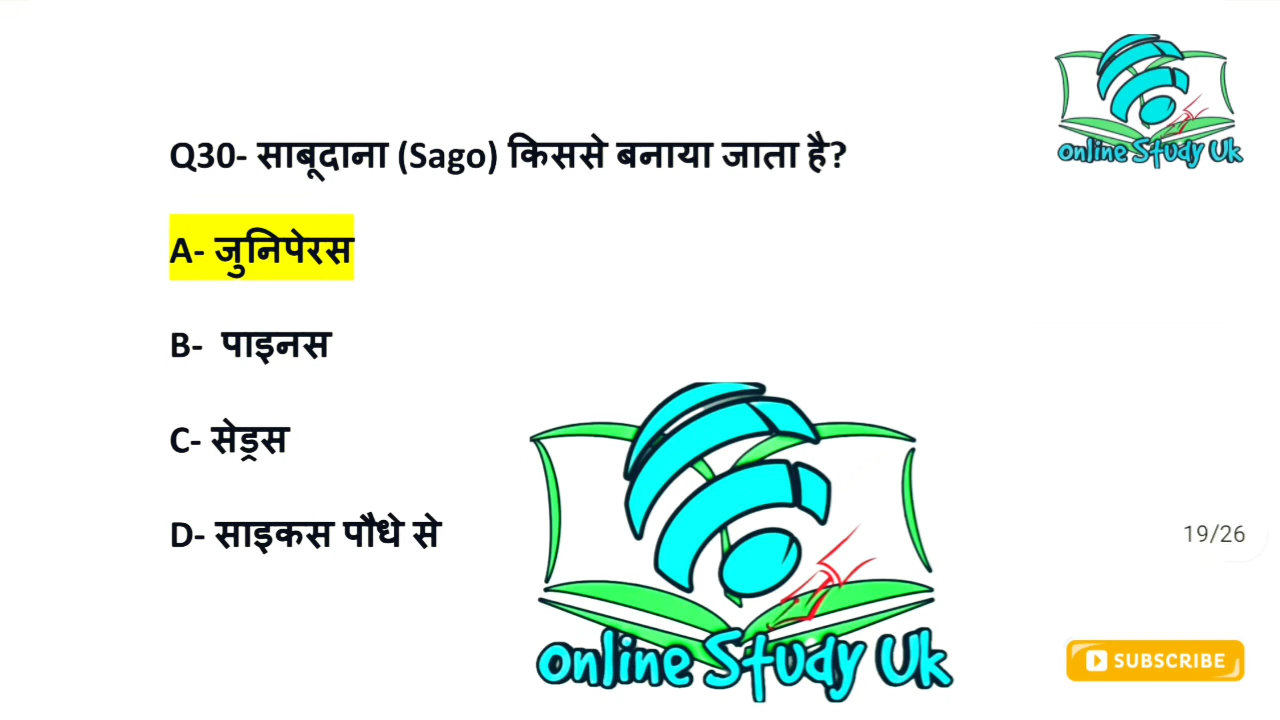 Q30- साबूदाना (Sago) किससे बनाया जाता है?
A- जुनिपेरस
B- पाइनस
C- सेड्रस
D- साइकस पौधे से
Online Study Uk
19/26
Online Study Uk
SUBSCRIBE